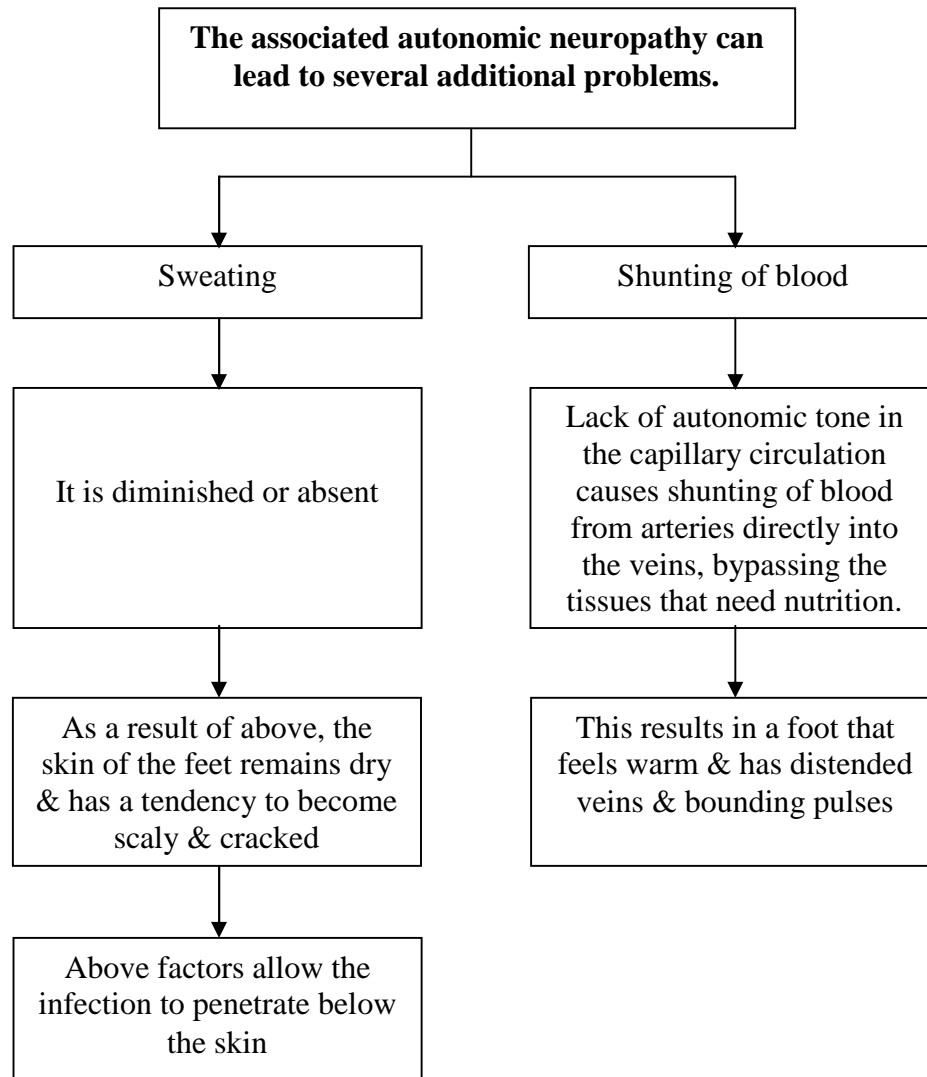 The associated autonomic neuropathy can
lead to several additional problems.
Sweating
Shunting of blood
It is diminished or absent
Lack of autonomic tone in
the capillary circulation
causes shunting of blood
from arteries directly into
the veins, bypassing the
tissues that need nutrition.
As a result of above, the
skin of the feet remains dry
& has a tendency to become
scaly & cracked
This results in a foot that
feels warm & has distended
veins & bounding pulses
Above factors allow the
infection to penetrate below
the skin